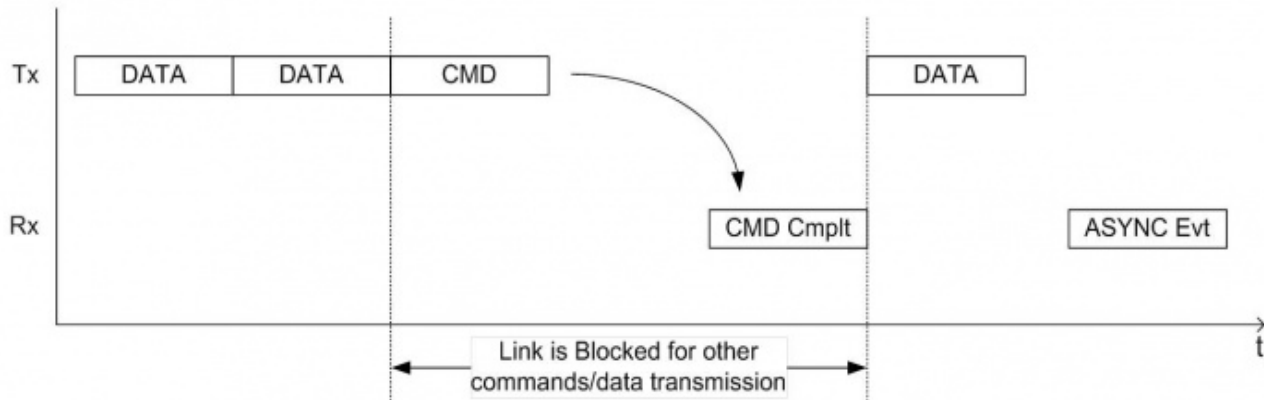 Tx
DATA
DATA
CMD
DATA
Rx
CMD Cmplt
ASYNC Evt
t
Link is Blocked for other
commands/data transmission